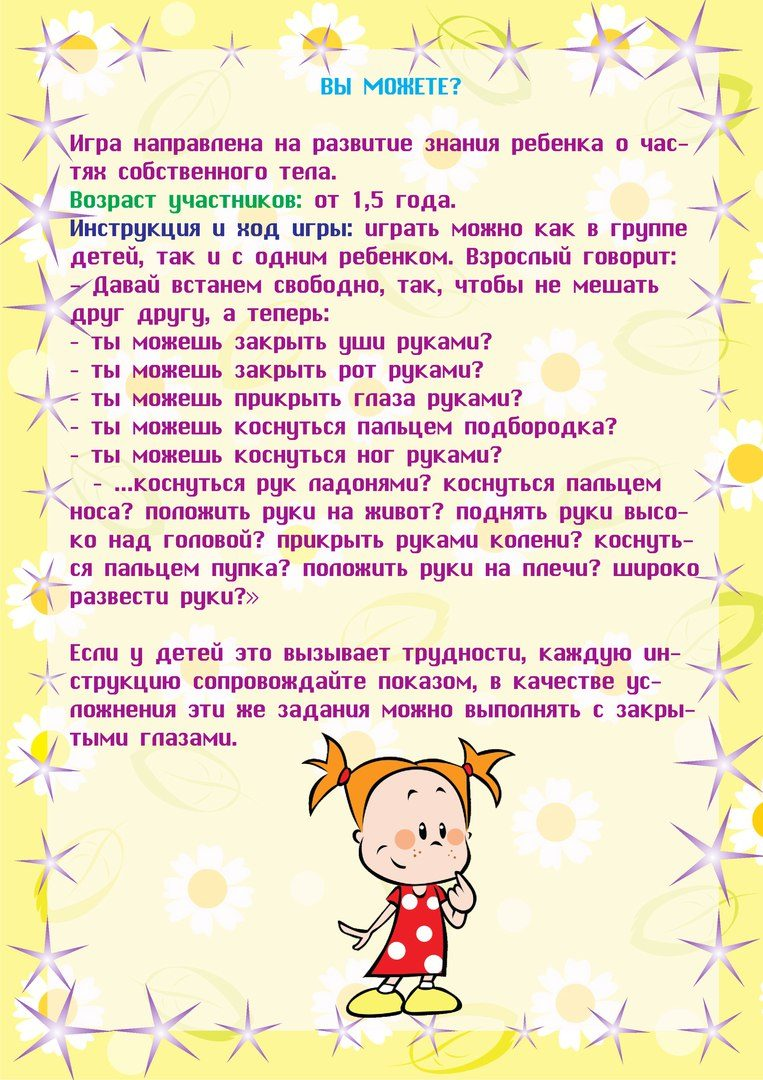 ВЫ МОЖЕТЕ?
Игра направлена на развитие знания ребенка о час-
тях собственного тела.
Возраст участников: от 1,5 года.
Инструкция и ход игры: играть можно как в группе
детей, так и с одним ребенком. Взрослый говорит:
- Давай встанем свободно, так, чтобы не мешать
друг другу, а теперь:
- ты можешь закрыть уши руками?
- ты можешь закрыть рот руками?
- ты можешь прикрыть глаза руками?
- ты можешь коснуться пальцем подбородка?
- ты можешь коснуться ног руками?
- ...коснуться рук ладонями? коснуться пальцем
носа? положить руки на живот? поднять руки высо-
ко над головой? прикрыть руками колени? коснуть-
ся пальцем пупка? положить руки на плечи? широко
развести руки?»
Если у детей это вызывает трудности, каждую ин-
струкцию сопровождайте показом, в качестве ус-
ложнения эти же задания можно выполнять с закры-
тыми глазами.